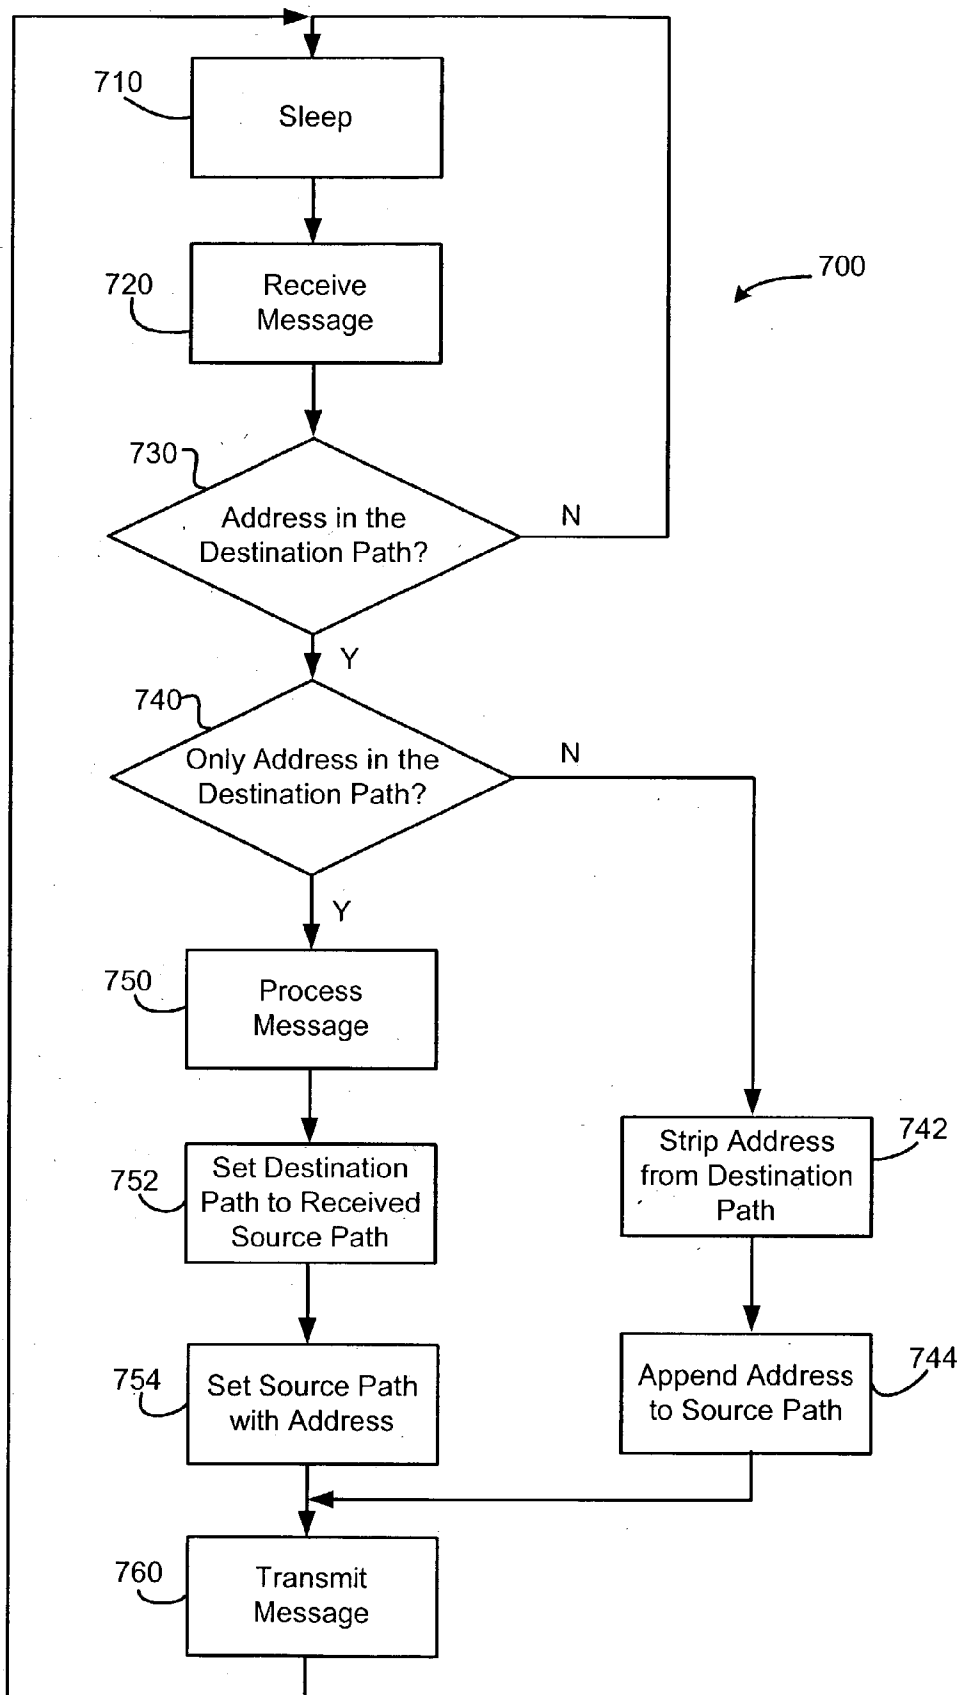 710
Sleep
700
720
Receive
Message
730
Address in the
Destination Path?
N
Y
740
Only Address in the
Destination Path?
N
Y
750
Process
Message
742
Strip Address
from Destination
Path
752
Set Destination
Path to Received
Source Path
744
Append Address
to Source Path
754
Set Source Path
with Address
760
Transmit
Message